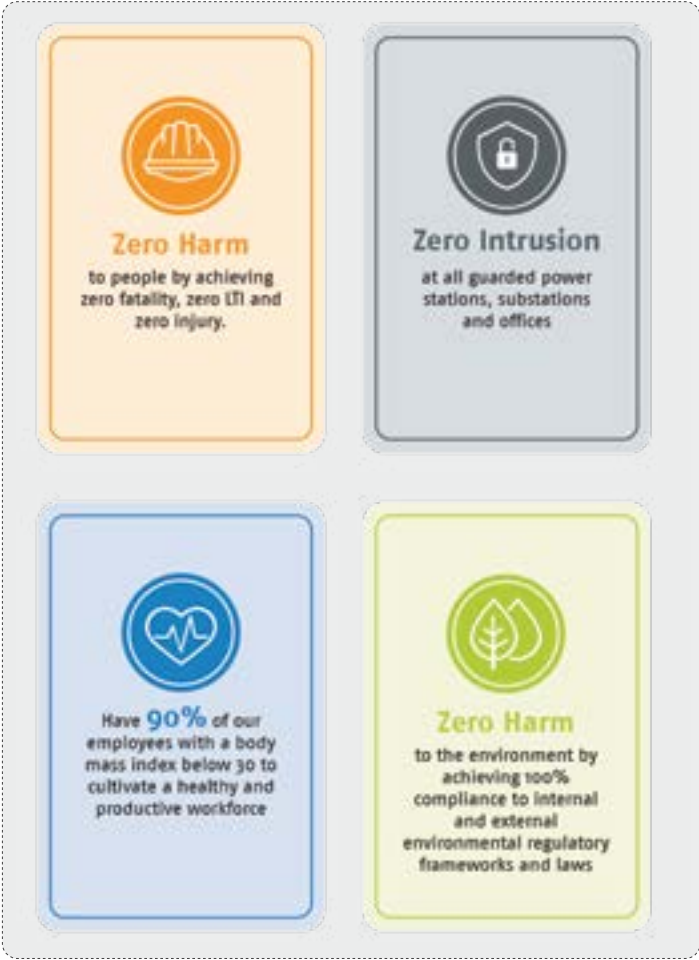 Zero Harm
to people by achieving
zero fatality, zero LTI and
zero injury.
Zero Intrusion
at all guarded power
stations, substations
and offices
Have 90% of our
employees with a body
mass index below 30 to
cultivate a healthy and
productive workforce
Zero Harm
to the environment by
achieving 100%
compliance to internal
and external
environmental regulatory
frameworks and laws